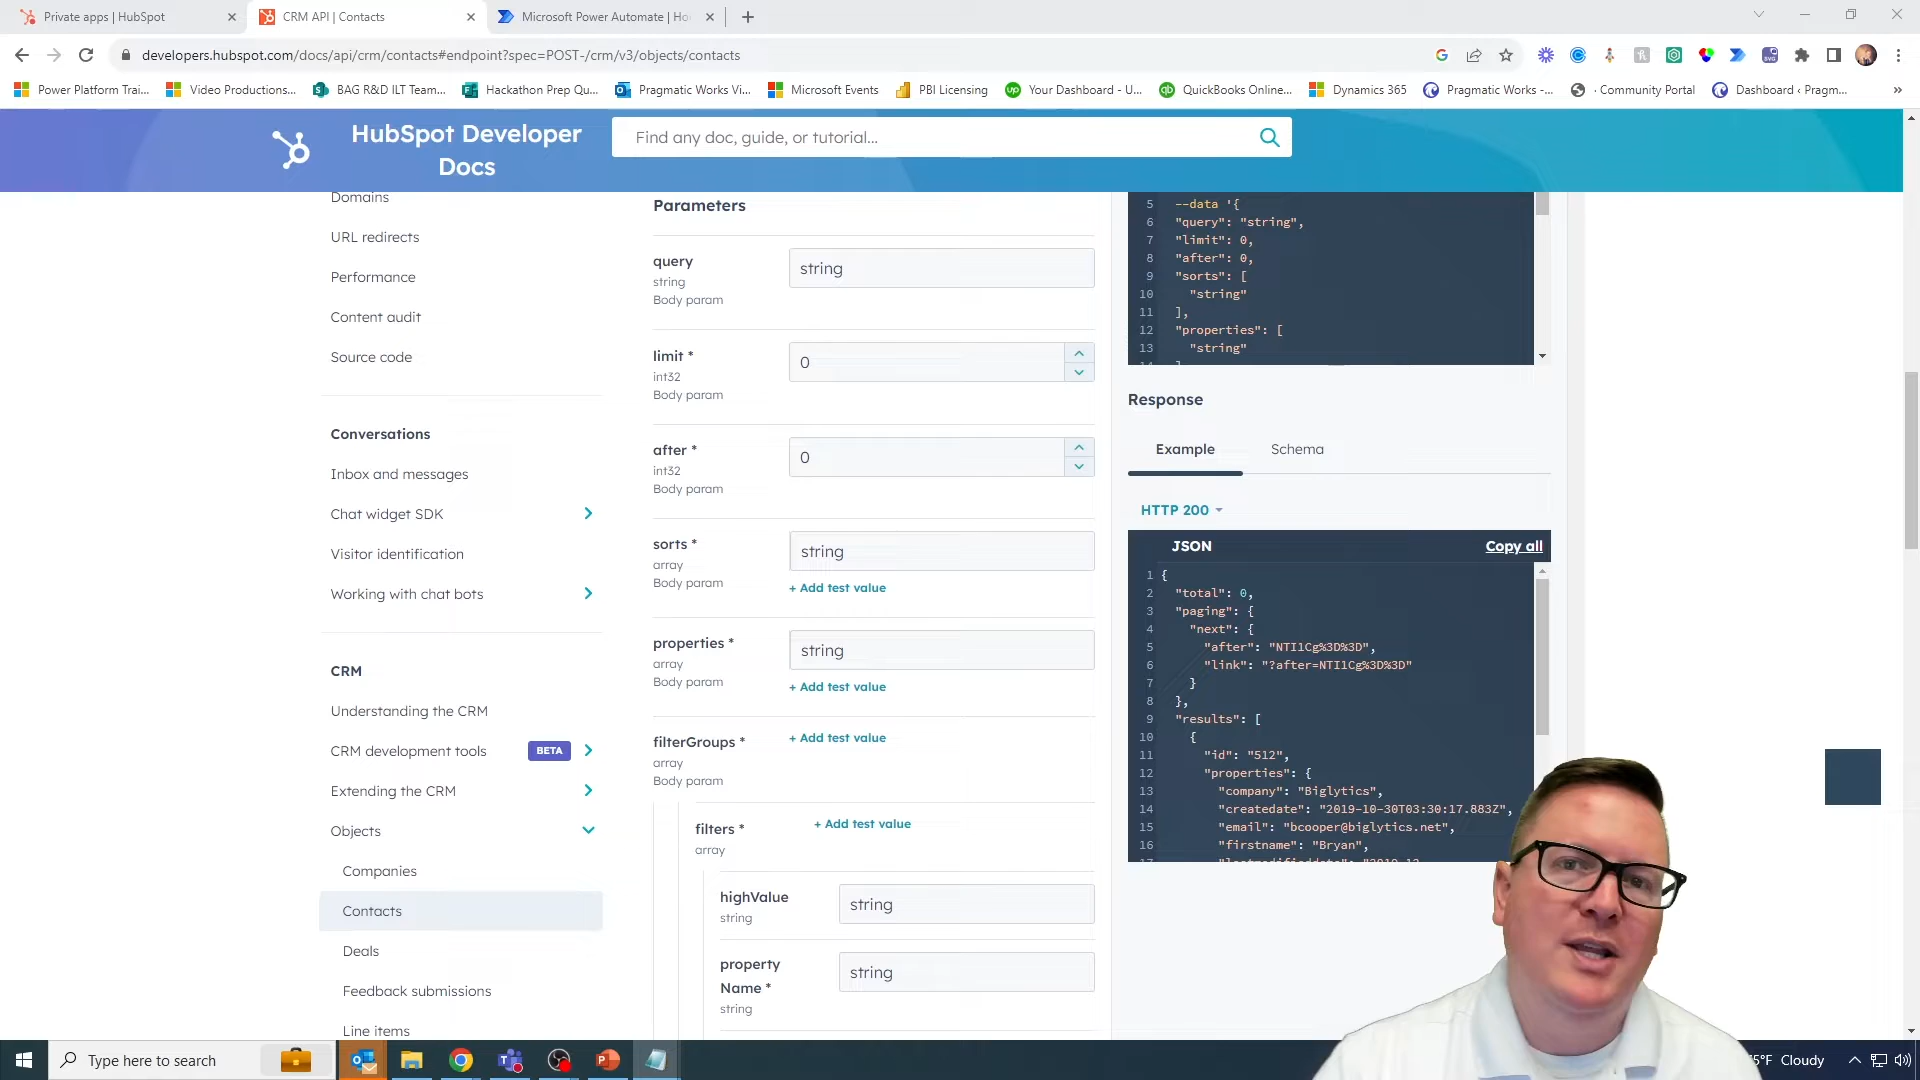 Private apps | HubSpot
CRM API | Contacts
Microsoft Power Automate | Ho
developers.hubspot.com/docs/api/crm/contacts#endpoint?spec=POST-/crm/v3/objects/contacts
Power Platform Trai...
Video Productions...
BAG R&D ILT Team...
Hackathon Prep Qu...
Pragmatic Works Vi...
Microsoft Events
PBI Licensing
Your Dashboard - U...
QuickBooks Online...
Dynamics 365
Pragmatic Works -...
· Community Portal
Dashboard ‹ Pragm...
»
HubSpot Developer
Docs
Find any doc, guide, or tutorial...
Domains
URL redirects
Performance
Content audit
Source code
Conversations
Inbox and messages
Chat widget SDK
Visitor identification
Working with chat bots
CRM
Understanding the CRM
CRM development tools BETA
Extending the CRM
Objects
Companies
Contacts
Deals
Feedback submissions
Line items
Parameters
query string
string
Body param
limit * 0
int32
Body param
after * 0
int32
Body param
sorts * string
array
Body param
+ Add test value
properties * string
array
Body param
+ Add test value
filterGroups * + Add test value
array
Body param
filters * + Add test value
array
highValue string
string
property
Name * string
string
5 --data '{
6 "query": "string",
7 "limit": 0,
8 "after": 0,
9 "sorts": [
10 "string"
11 ],
12 "properties": [
13 "string"
Response
Example Schema
HTTP 200
JSON Copy all
1 {
2 "total": 0,
3 "paging": {
4 "next": {
5 "after": "NTI1Cg%3D%3D",
6 "link": "?after=NTI1Cg%3D%3D"
7 }
8 },
9 "results": [
10 {
11 "id": "512",
12 "properties": {
13 "company": "Biglytics",
14 "createdate": "2019-10-30T03:30:17.883Z",
15 "email": "bcooper@biglytics.net",
16 "firstname": "Bryan",
Type here to search
5°F Cloudy